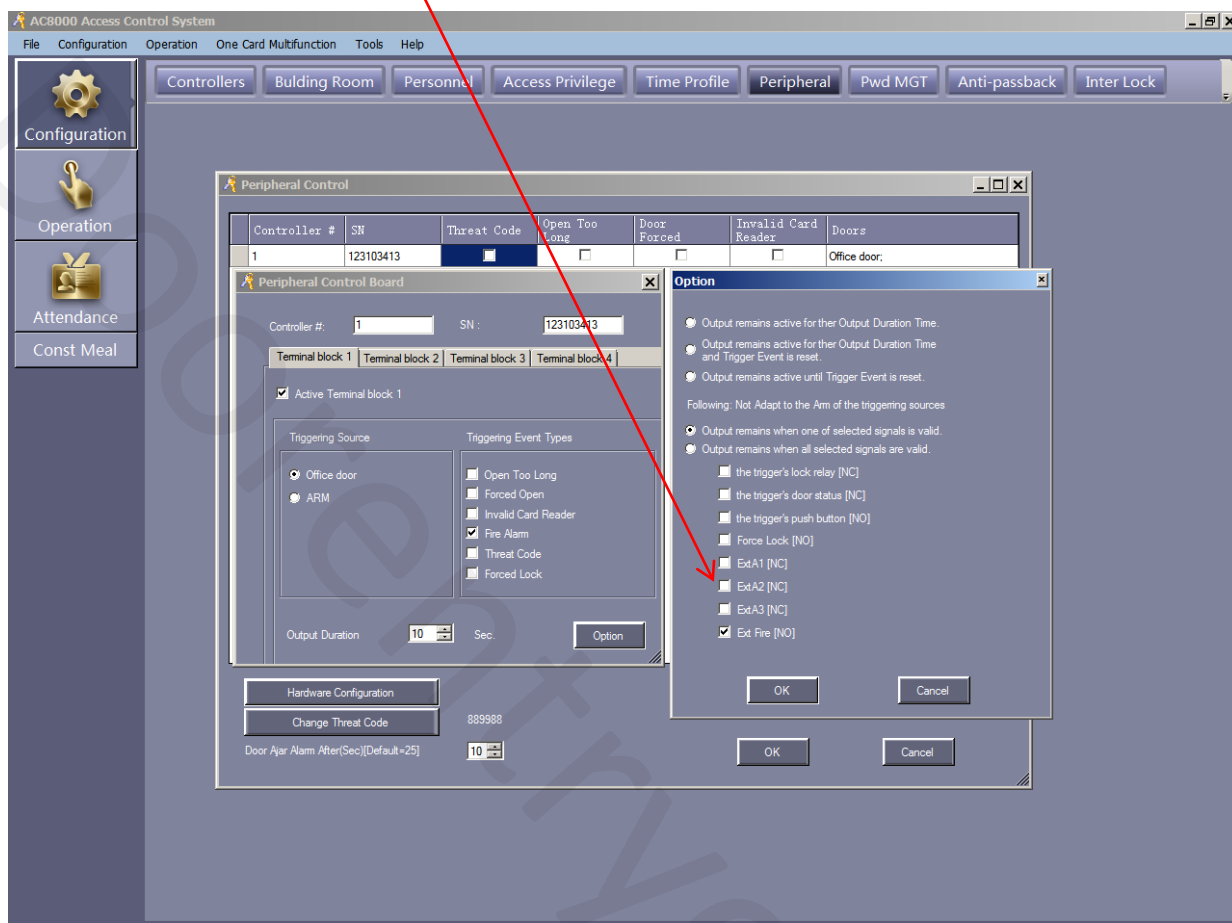 AC8000 Access Control System
File Configuration Operation One Card Multifunction Tools Help
Controllers Bulding Room Personnel Access Privilege Time Profile Peripheral Pwd MGT Anti-passback Inter Lock
Configuration
Operation
Attendance
Const Meal
Peripheral Control
Controller # SN Threat Code Open Too Long Door Forced Invalid Card Reader Doors
1 123103413 Office door;
Peripheral Control Board
Controller #: 1 SN : 123103413
Terminal block 1 Terminal block 2 Terminal block 3 Terminal block 4
Active Terminal block 1
Triggering Source
Office door
ARM
Triggering Event Types
Open Too Long
Forced Open
Invalid Card Reader
Fire Alarm
Threat Code
Forced Lock
Output Duration 10 Sec. Option
Option
Output remains active for ther Output Duration Time.
Output remains active for ther Output Duration Time
and Trigger Event is reset.
Output remains active until Trigger Event is reset.
Following: Not Adapt to the Arm of the triggerring sources
Output remains when one of selected signals is valid.
Output remains when all selected signals are valid.
the trigger's lock relay [NC]
the trigger's door status [NC]
the trigger's push button [NO]
Force Lock [NO]
ExtA1 [NC]
ExtA2 [NC]
ExtA3 [NC]
Ext Fire [NO]
OK Cancel
Hardware Configuration
Change Threat Code 889988
Door Ajar Alarm After(Sec)[Default=25] 10
OK Cancel